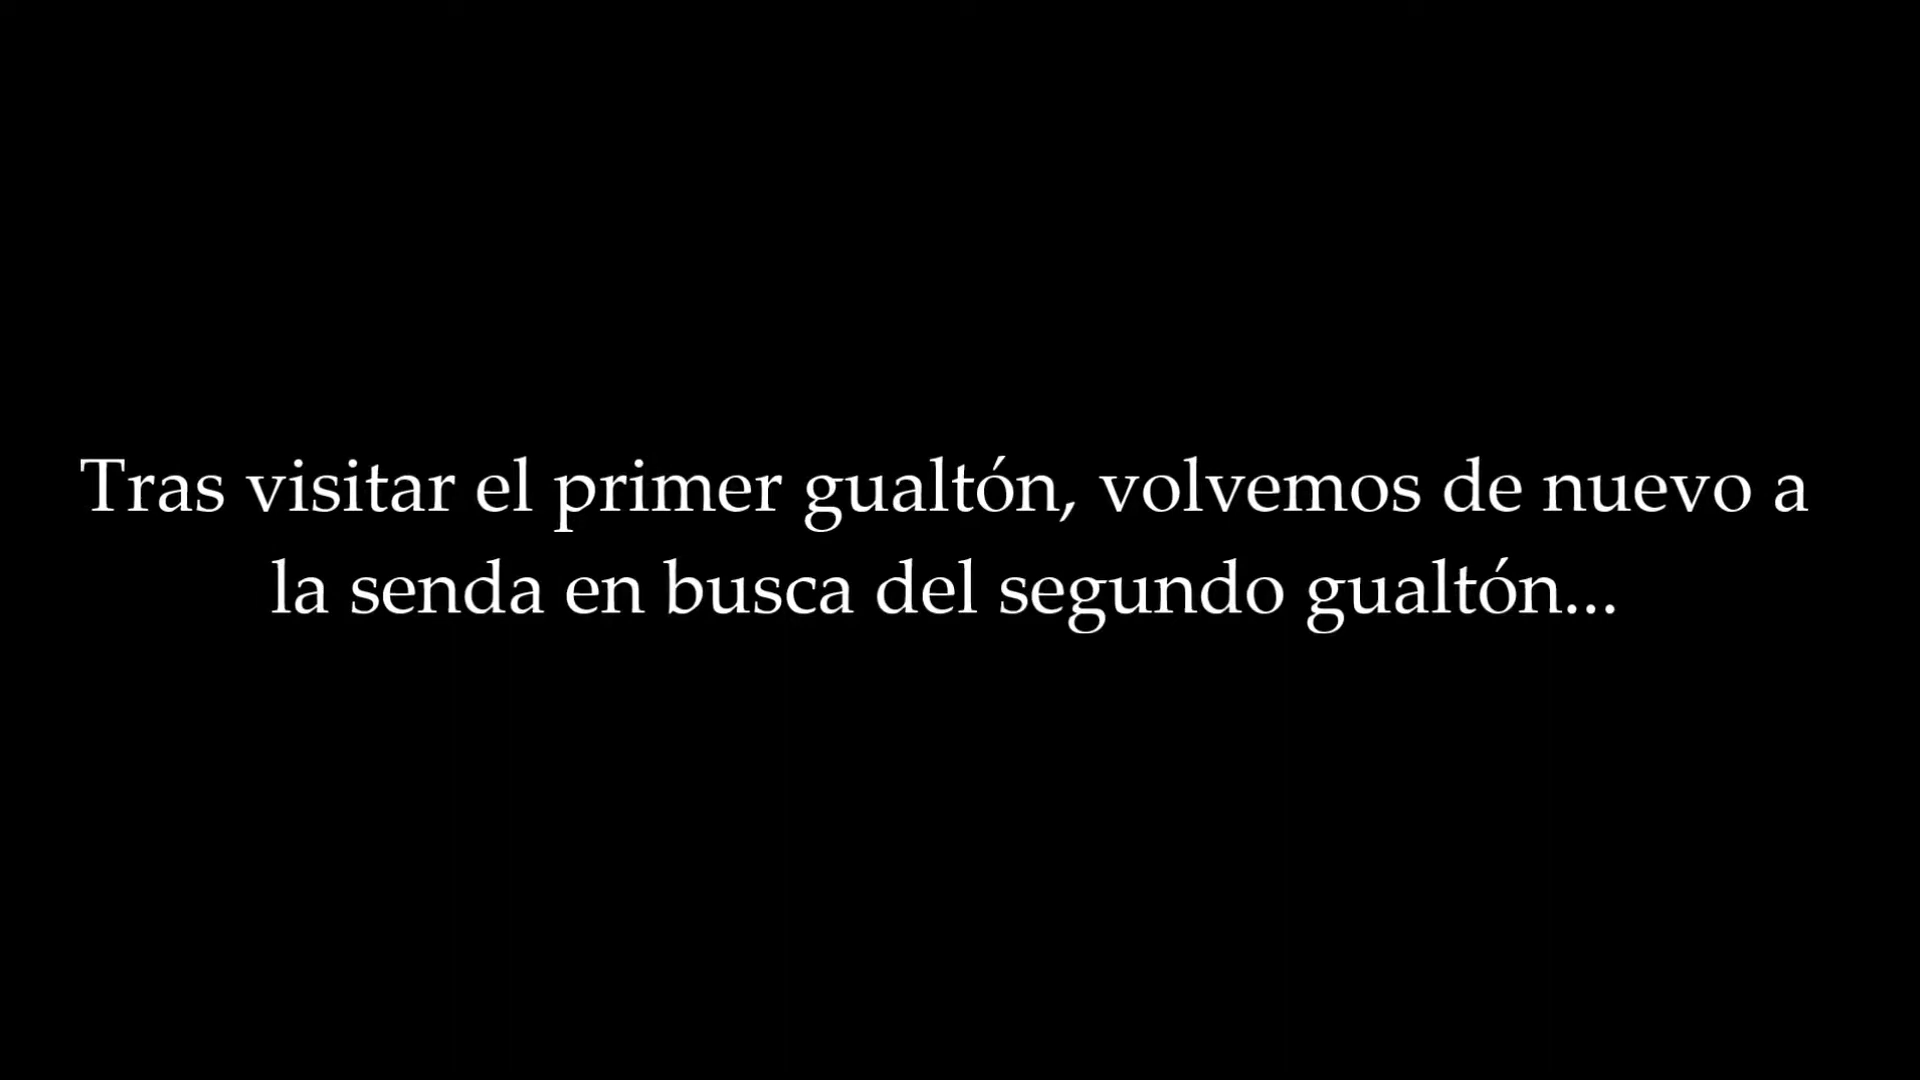 Tras visitar el primer gualtón, volvemos de nuevo a
la senda en busca del segundo gualtón...